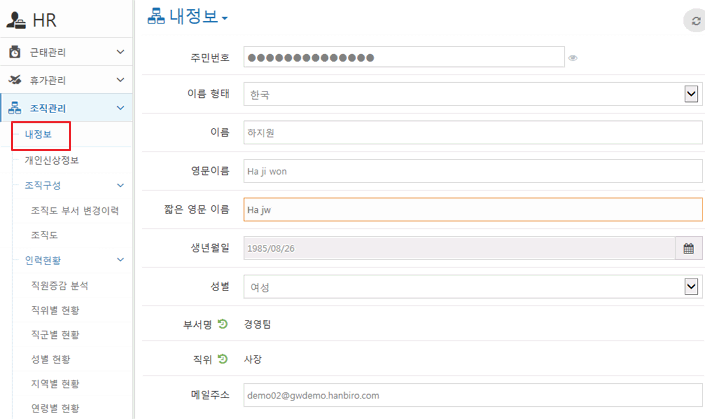 HR
근태관리
휴가관리
조직관리
내정보
개인신상정보
조직구성
조직도 부서 변경이력
조직도
인력현황
직원증감 분석
직위별 현황
직군별 현황
성별 현황
지역별 현황
연령별 현황
내정보
주민번호 ●●●●●●●●●●●●●●
이름 형태 한국
이름 하지원
영문이름 Ha ji won
짧은 영문 이름 Ha jw
생년월일 1985/08/26
성별 여성
부서명 경영팀
직위 사장
메일주소 demo02@gwdemo.hanbiro.com